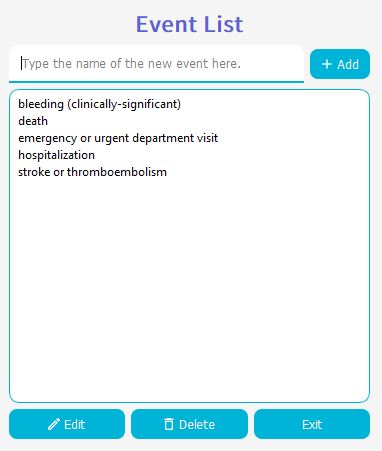 Event List
Type the name of the new event here.
+ Add
bleeding (clinically-significant)
death
emergency or urgent department visit
hospitalization
stroke or thromboembolism
Edit
Delete
Exit